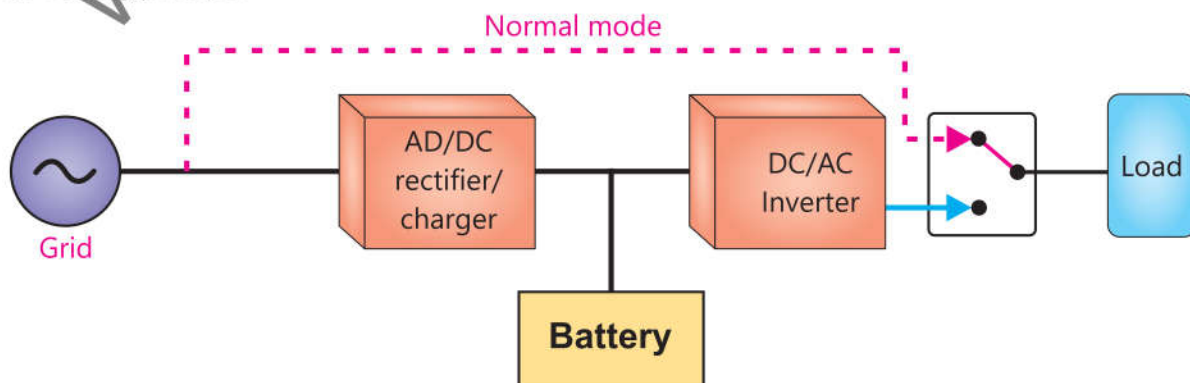 Normal mode
Grid
AD/DC
rectifier/
charger
DC/AC
Inverter
Load
Battery